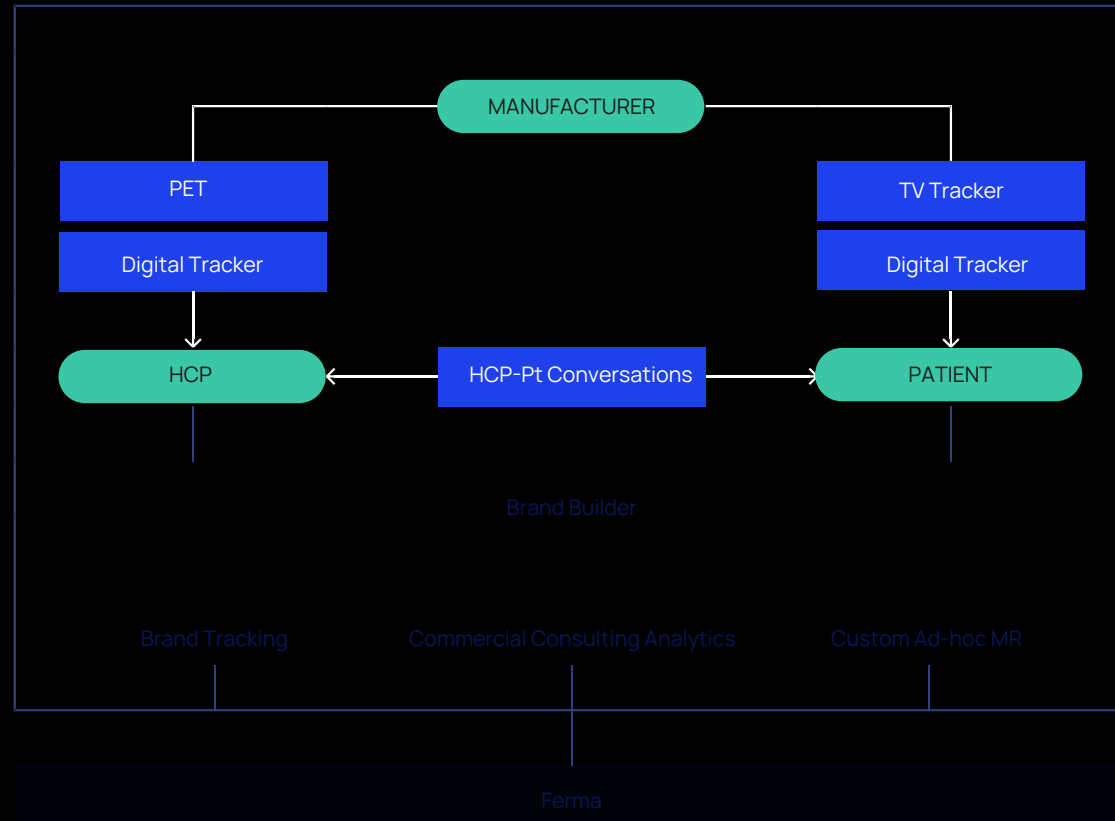 MANUFACTURER
PET
TV Tracker
Digital Tracker
Digital Tracker
HCP
HCP-Pt Conversations
PATIENT
Brand Builder
Brand Tracking
Commercial Consulting Analytics
Custom Ad-hoc MR
Ferma